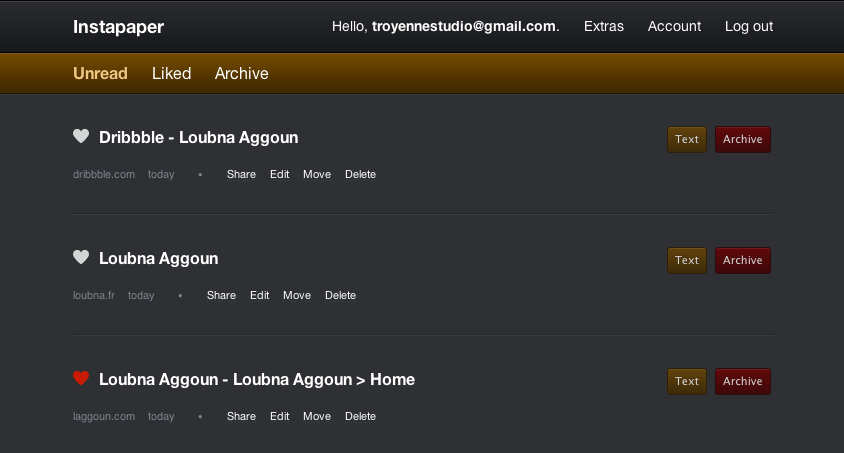 Instapaper Hello, troyennestudio@gmail.com. Extras Account Log out
Unread Liked Archive
Dribbble - Loubna Aggoun Text Archive
dribbble.com today • Share Edit Move Delete
Loubna Aggoun Text Archive
loubna.fr today • Share Edit Move Delete
Loubna Aggoun - Loubna Aggoun > Home Text Archive
laggoun.com today • Share Edit Move Delete